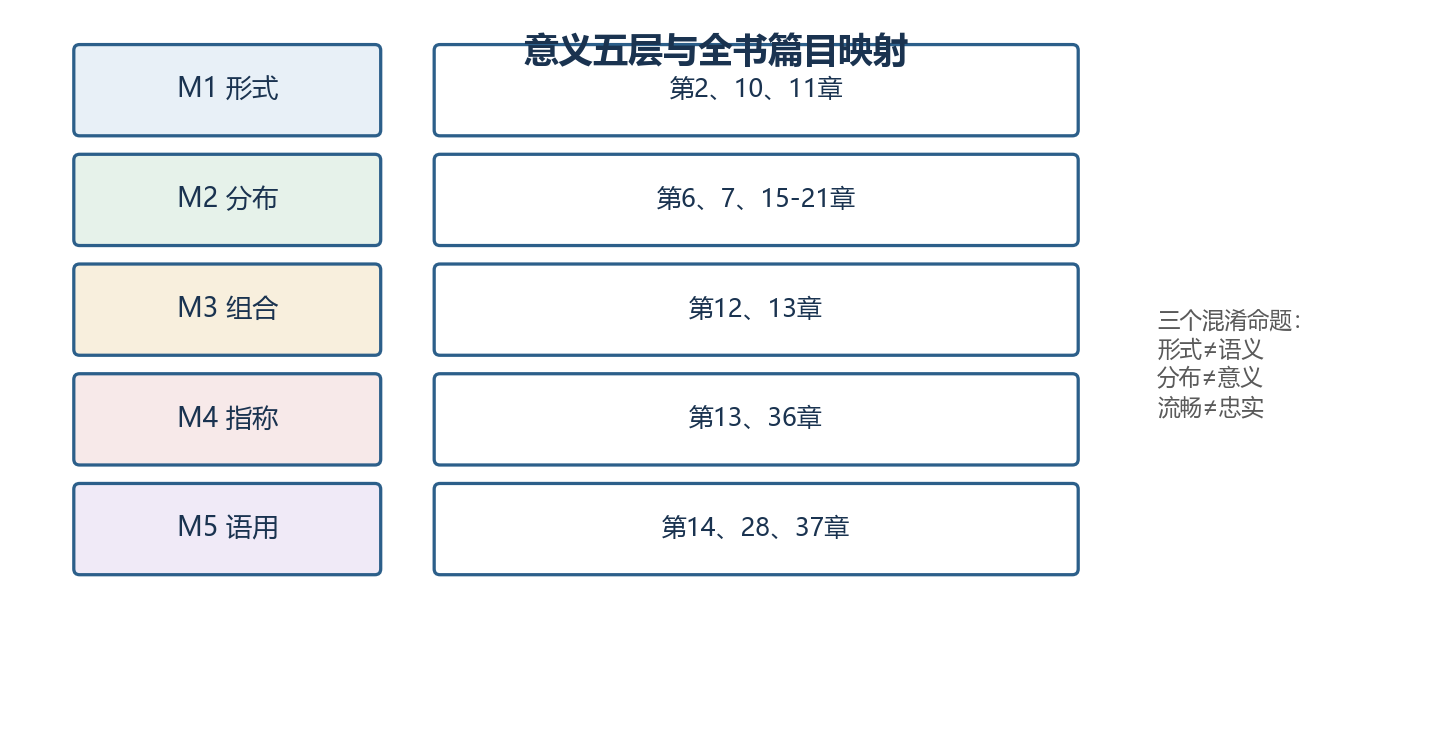 意义五层与全书篇目映射
M1 形式
第2、10、11章
M2 分布
第6、7、15-21章
M3 组合
第12、13章
M4 指称
第13、36章
M5 语用
第14、28、37章
三个混淆命题:
形式≠语义
分布≠意义
流畅≠忠实